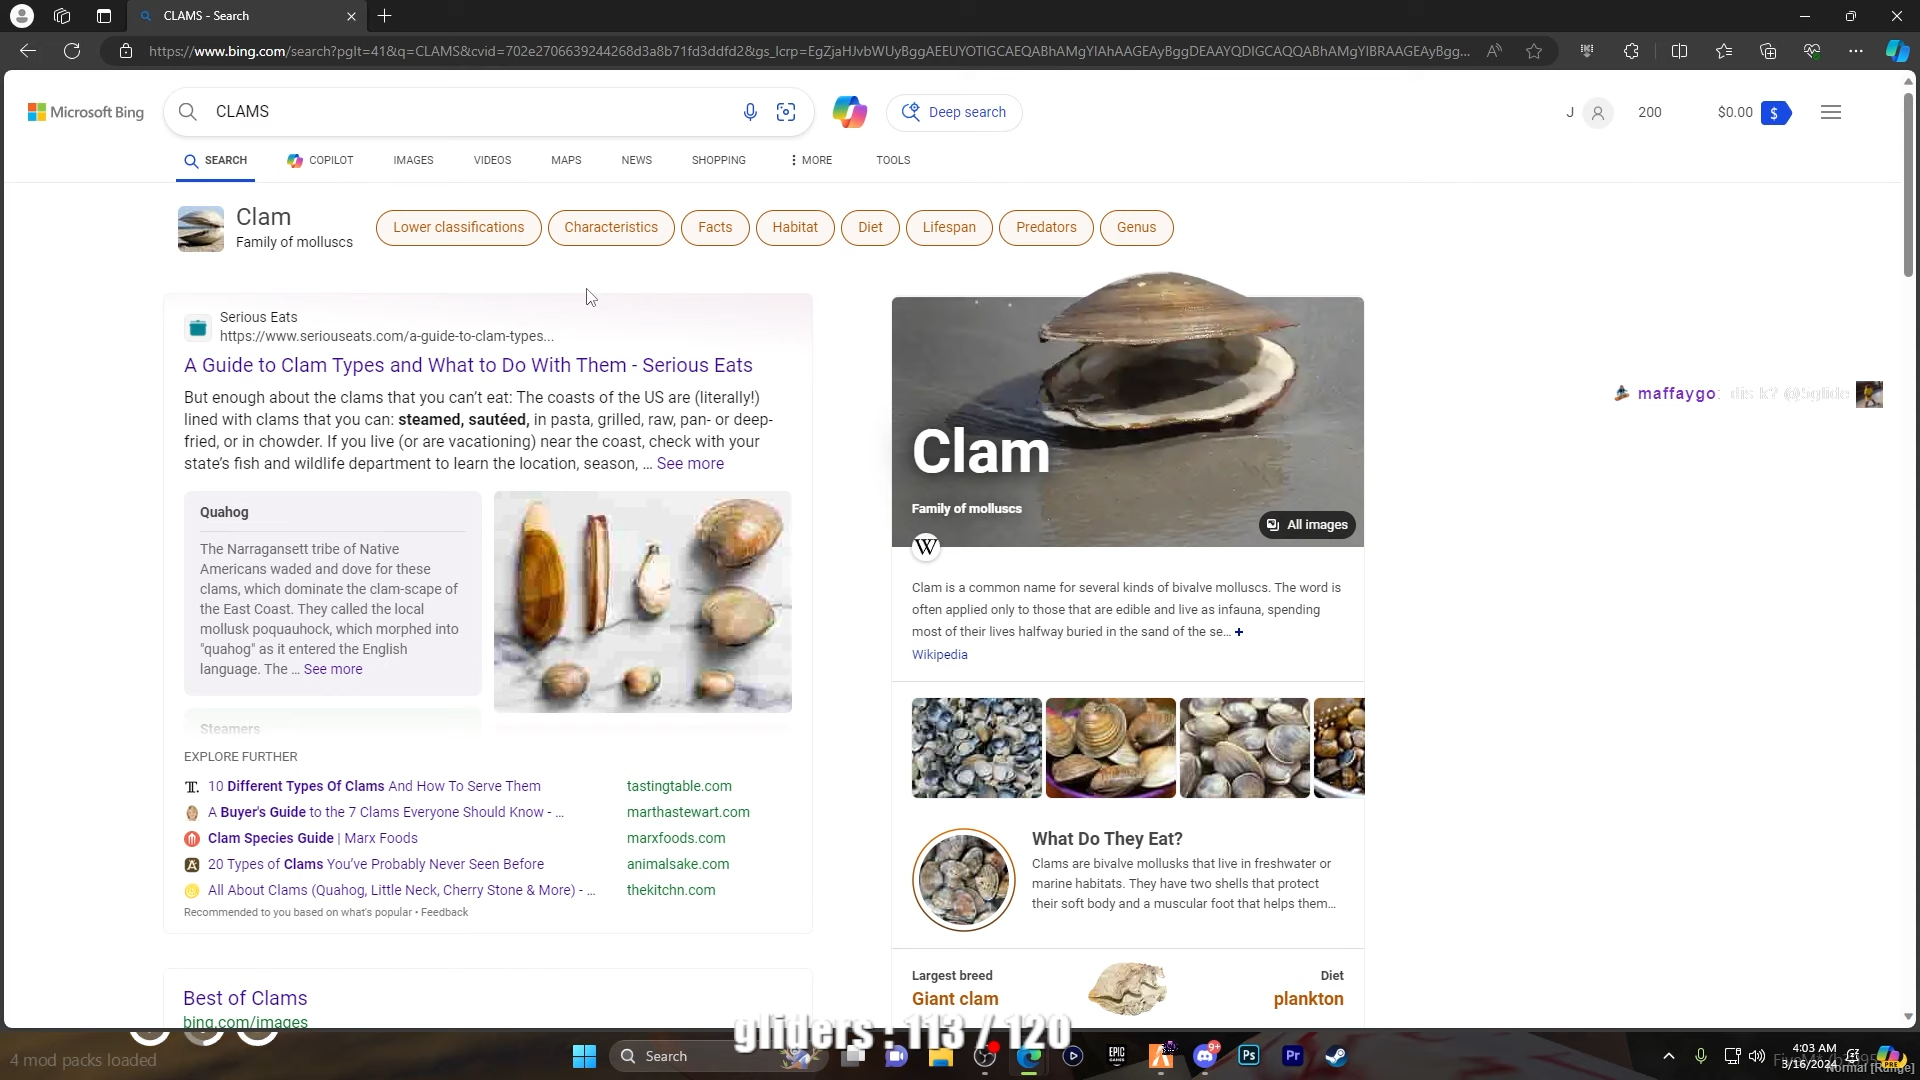 CLAMS - Search
https://www.bing.com/search?pglt=41&q=CLAMS&cvid=702e2706639244268d3a8b71fd3ddfd2&gs_lcrp=EgZjaHJvbWUyBggAEEUYOTIGCAEQABhAMgYIAhAAGEAyBggDEAAYQDIGCAQQABhAMgYIBRAAGEAyBgg...
Microsoft Bing
CLAMS
Deep search
J
200
$0.00
SEARCH
COPILOT
IMAGES
VIDEOS
MAPS
NEWS
SHOPPING
MORE
TOOLS
Clam
Family of molluscs
Lower classifications
Characteristics
Facts
Habitat
Diet
Lifespan
Predators
Genus
Serious Eats
https://www.seriouseats.com/a-guide-to-clam-types...
A Guide to Clam Types and What to Do With Them - Serious Eats
But enough about the clams that you can't eat: The coasts of the US are (literally!)
lined with clams that you can: steamed, sautéed, in pasta, grilled, raw, pan- or deep-
fried, or in chowder. If you live (or are vacationing) near the coast, check with your
state's fish and wildlife department to learn the location, season, ... See more
Quahog
The Narragansett tribe of Native
Americans waded and dove for these
clams, which dominate the clam-scape of
the East Coast. They called the local
mollusk poquauhock, which morphed into
"quahog" as it entered the English
language. The ... See more
Steamers
EXPLORE FURTHER
10 Different Types Of Clams And How To Serve Them tastingtable.com
A Buyer's Guide to the 7 Clams Everyone Should Know - ... marthastewart.com
Clam Species Guide | Marx Foods marxfoods.com
20 Types of Clams You've Probably Never Seen Before animalsake.com
All About Clams (Quahog, Little Neck, Cherry Stone & More) - ... thekitchn.com
Recommended to you based on what's popular • Feedback
Best of Clams
bing.com/images
Clam
Family of molluscs
All images
W
Clam is a common name for several kinds of bivalve molluscs. The word is
often applied only to those that are edible and live as infauna, spending
most of their lives halfway buried in the sand of the se... +
Wikipedia
What Do They Eat?
Clams are bivalve mollusks that live in freshwater or
marine habitats. They have two shells that protect
their soft body and a muscular foot that helps them...
Largest breed
Giant clam
Diet
plankton
maffaygo: dis k? @5glide
gliders : 113 / 120
4 mod packs loaded
Search
EPIC
GAMES
9+
Ps
Pr
4:03 AM
3/16/2024
Normal [Range]